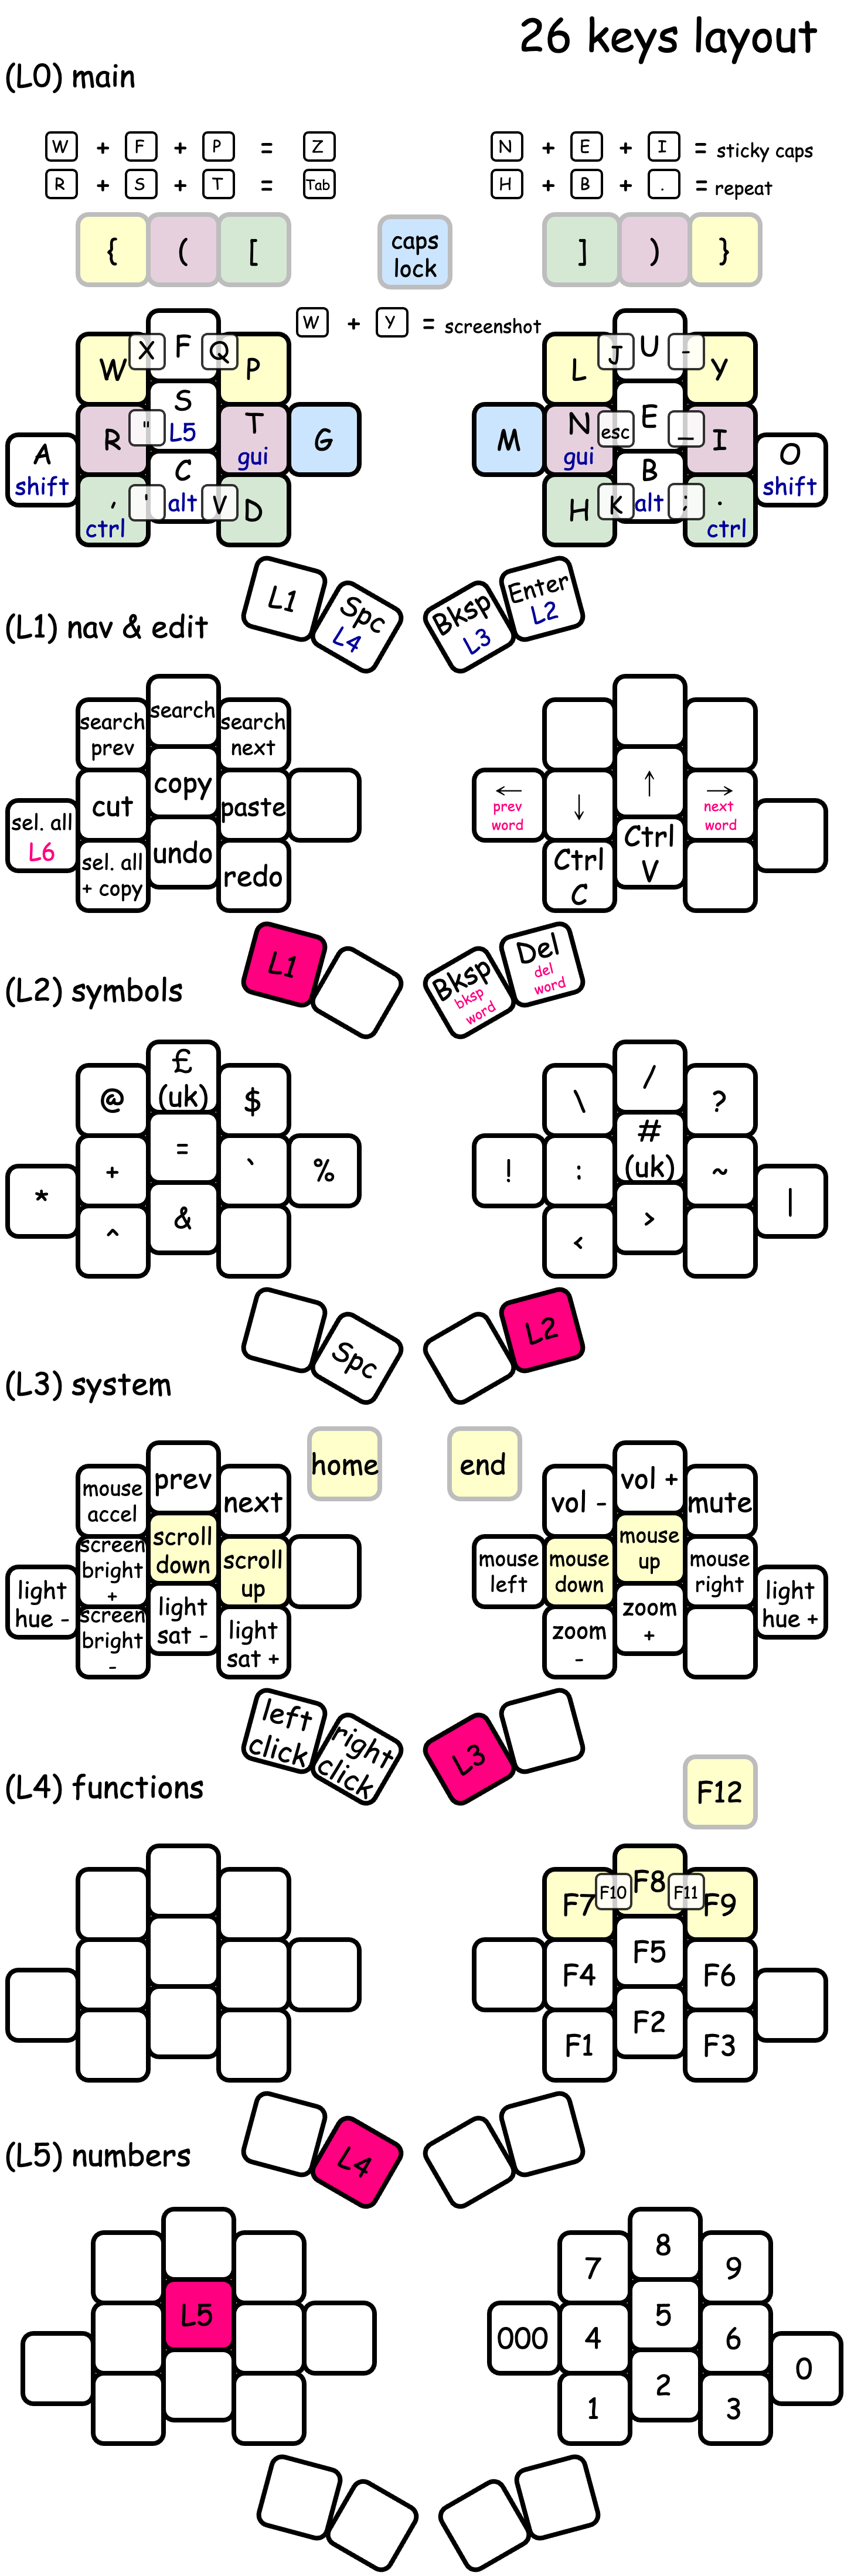 26 keys layout
(L0) main
W + F + P = Z
N + E + I = sticky caps
R + S + T = Tab
H + B + . = repeat
{ ( [
caps
lock
] ) }
W + Y = screenshot
W X F Q P
L J U - Y
A
shift
R " S
L5
T
gui
G
M
N
gui
esc E _ I
O
shift
,
ctrl
' C
alt
V D
H K B
alt
; .
ctrl
L1
Spc
L4
Bksp
L3
Enter
L2
(L1) nav & edit
search
prev
search
search
next
sel. all
L6
cut
copy
paste
←
prev
word
↓
↑
→
next
word
sel. all
+ copy
undo
redo
Ctrl
C
Ctrl
V
L1
Bksp
bksp
word
Del
del
word
(L2) symbols
@
£
(uk)
$
\
/
?
*
+
=
`
%
!
:
#
(uk)
~
|
^
&
<
>
Spc
L2
(L3) system
home
end
mouse
accel
prev
next
vol -
vol +
mute
light
hue -
screen
bright
+
scroll
down
scroll
up
mouse
left
mouse
down
mouse
up
mouse
right
light
hue +
screen
bright
-
light
sat -
light
sat +
zoom
-
zoom
+
left
click
right
click
L3
(L4) functions
F12
F7 F10 F8 F11 F9
F4 F5 F6
F1 F2 F3
L4
(L5) numbers
7 8 9
L5
000 4 5 6 0
1 2 3